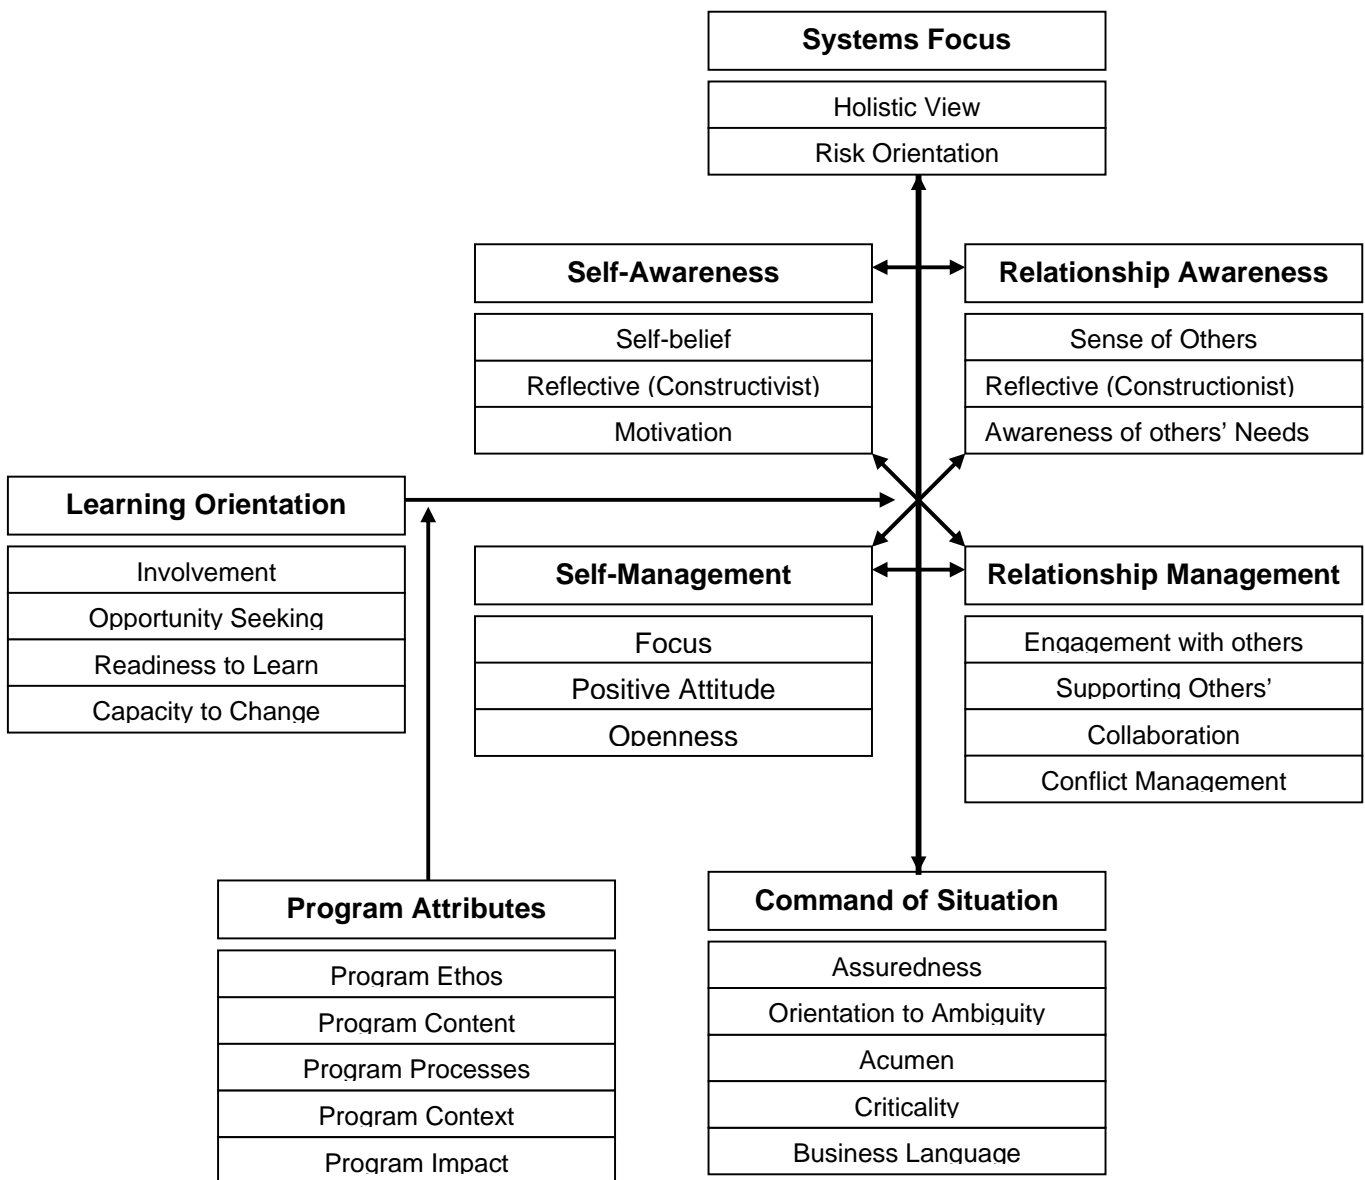 Systems Focus
Holistic View
Risk Orientation
Self-Awareness
Self-belief
Reflective (Constructivist)
Motivation
Relationship Awareness
Sense of Others
Reflective (Constructionist)
Awareness of others’ Needs
Learning Orientation
Involvement
Opportunity Seeking
Readiness to Learn
Capacity to Change
Self-Management
Focus
Positive Attitude
Openness
Relationship Management
Engagement with others
Supporting Others’
Collaboration
Conflict Management
Program Attributes
Program Ethos
Program Content
Program Processes
Program Context
Program Impact
Command of Situation
Assuredness
Orientation to Ambiguity
Acumen
Criticality
Business Language